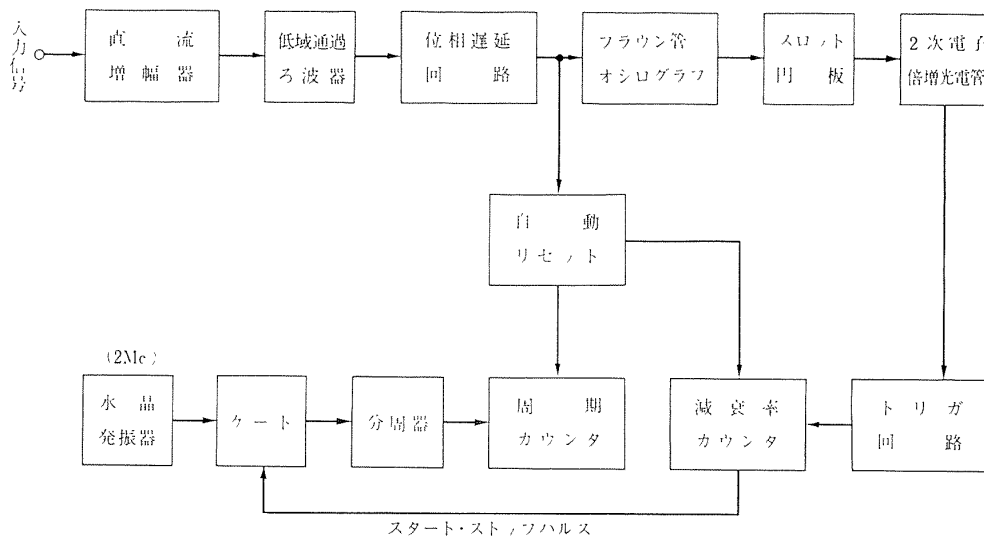 入力信号
直流
増幅器
低域通過
ろ波器
位相遅延
回路
ブラウン管
オシログラフ
スロット
円板
2次電子
倍増光電管
自動
リセット
(2Mc)
水晶
発振器
ゲート
分周器
周期
カウンタ
減衰率
カウンタ
トリガ
回路
スタート・ストップパルス